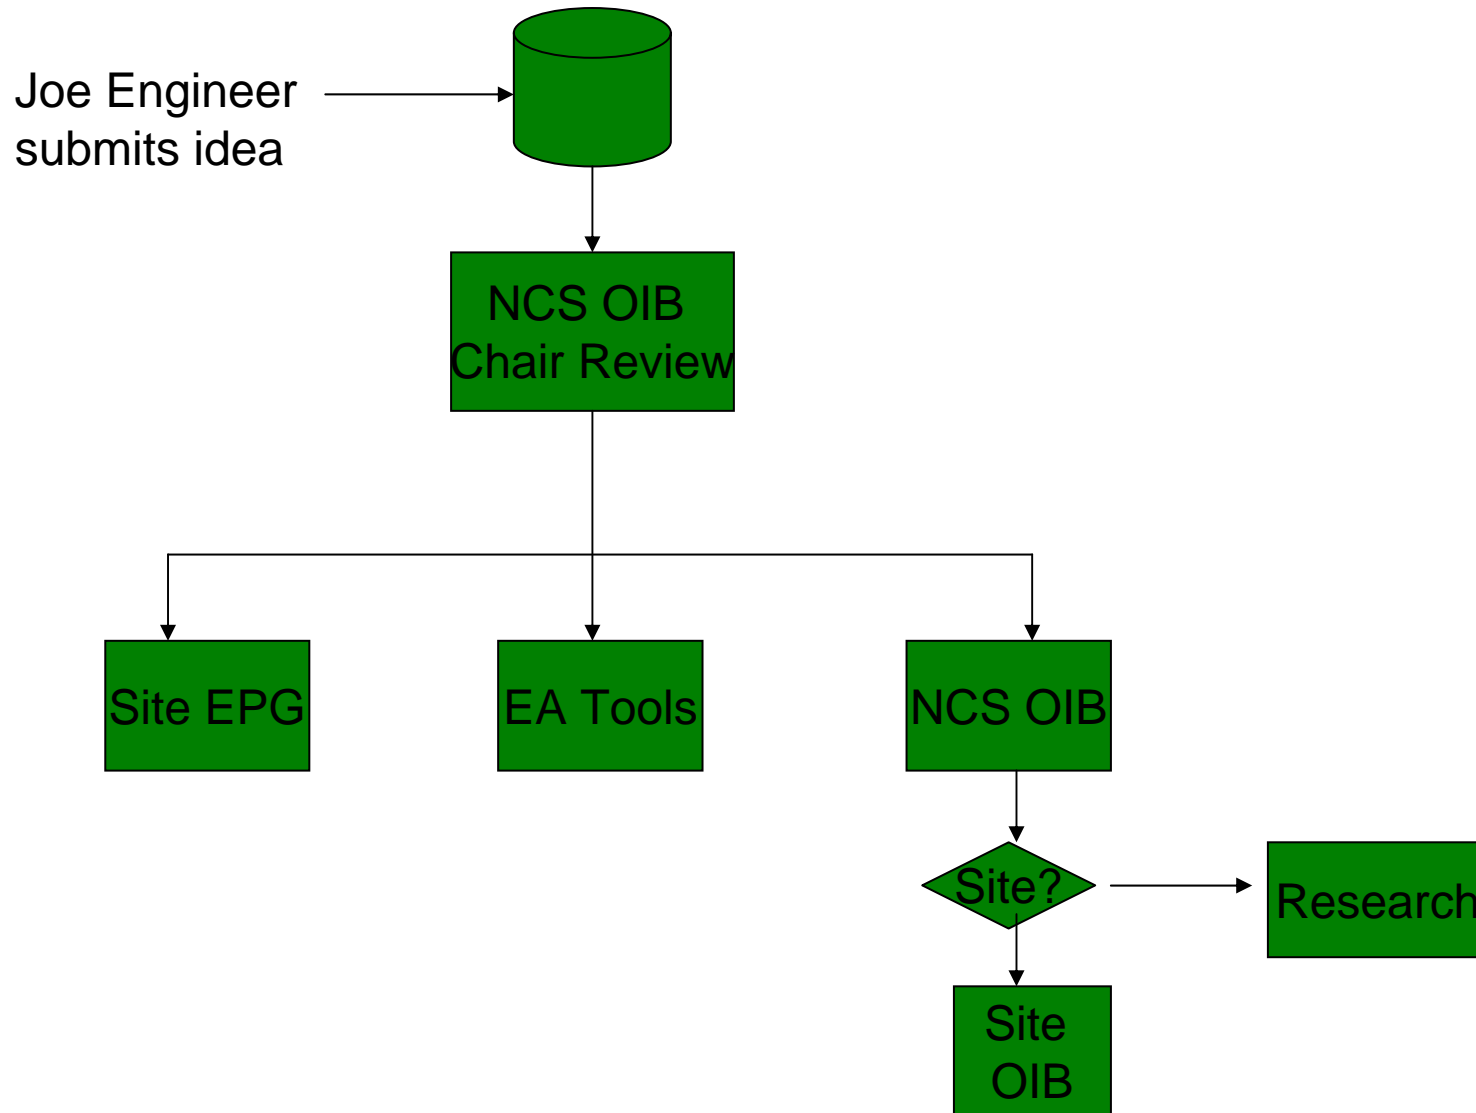 Joe Engineer
submits idea
NCS OIB
Chair Review
Site EPG
EA Tools
NCS OIB
Site?
Research
Site
OIB